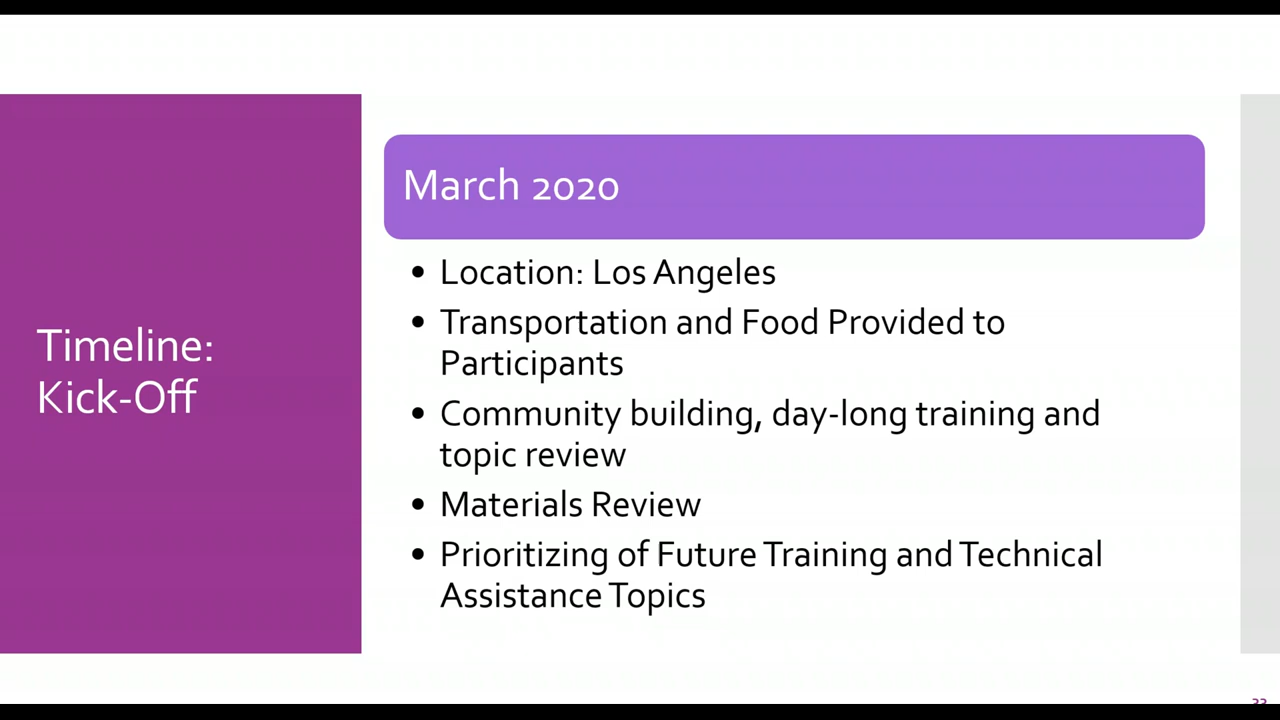 Timeline:
Kick-Off
March 2020
• Location: Los Angeles
• Transportation and Food Provided to
Participants
• Community building, day-long training and
topic review
• Materials Review
• Prioritizing of Future Training and Technical
Assistance Topics